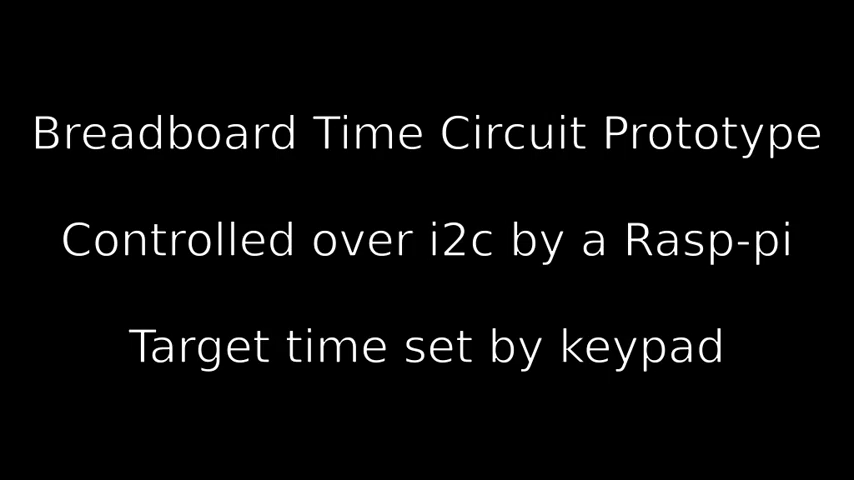 Breadboard Time Circuit Prototype
Controlled over i2c by a Rasp-pi
Target time set by keypad